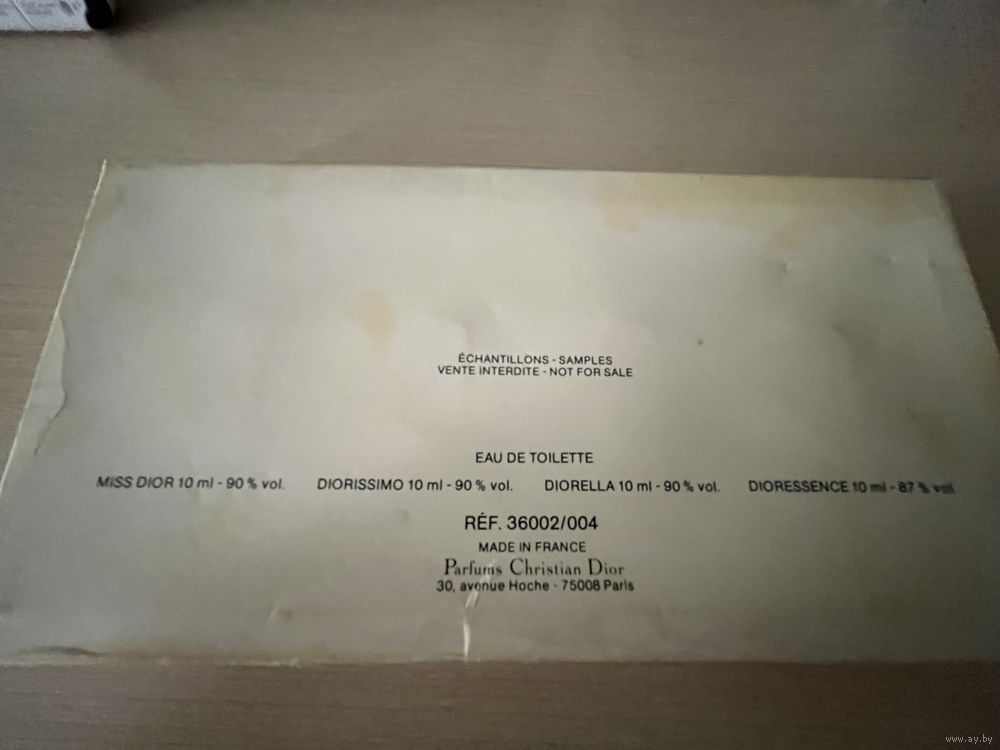 ÉCHANTILLONS - SAMPLES
VENTE INTERDITE - NOT FOR SALE
EAU DE TOILETTE
MISS DIOR 10 ml - 90 % vol. DIORISSIMO 10 ml - 90 % vol. DIORELLA 10 ml - 90 % vol. DIORESSENCE 10 ml - 87 % vol
RÉF. 36002/004
MADE IN FRANCE
Parfums Christian Dior
30, avenue Hoche - 75008 Paris
www.ay.by